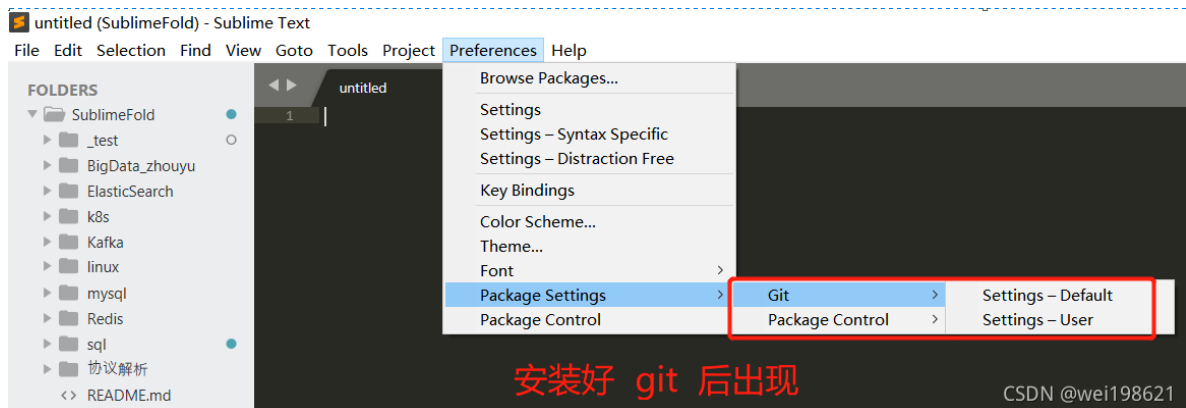 untitled (SublimeFold) - Sublime Text
File Edit Selection Find View Goto Tools Project Preferences Help
FOLDERS
SublimeFold
_test
BigData_zhouyu
ElasticSearch
k8s
Kafka
linux
mysql
Redis
sql
协议解析
<> README.md
untitled
1
Browse Packages...
Settings
Settings – Syntax Specific
Settings – Distraction Free
Key Bindings
Color Scheme...
Theme...
Font
Package Settings
Package Control
Git
Package Control
Settings – Default
Settings – User
安装好 git 后出现
CSDN @wei198621